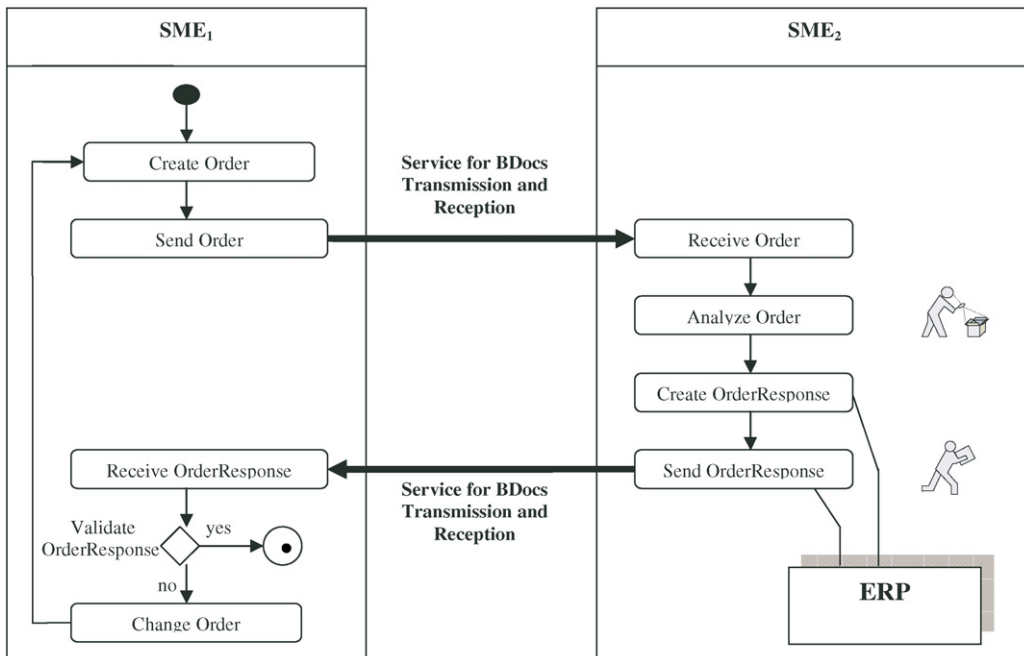 SME₁
SME₂
Create Order
Service for BDocs
Transmission and
Reception
Send Order
Receive Order
Analyze Order
Create OrderResponse
Receive OrderResponse
Send OrderResponse
Service for BDocs
Transmission and
Reception
Validate
OrderResponse
yes
no
ERP
Change Order